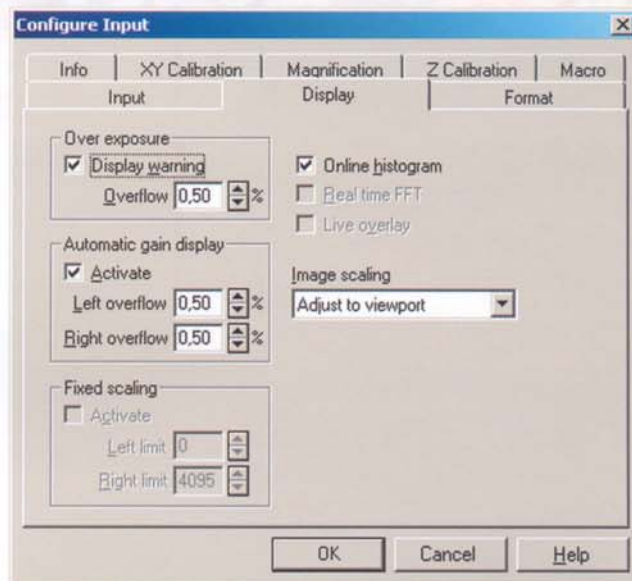 Configure Input
Info XY Calibration Magnification Z Calibration Macro
Input Display Format
Over exposure
Display warning
Overflow 0,50 %
Automatic gain display
Activate
Left overflow 0,50 %
Right overflow 0,50 %
Fixed scaling
Activate
Left limit 0
Right limit 4095
Online histogram
Real time FFT
Live overlay
Image scaling
Adjust to viewport
OK Cancel Help